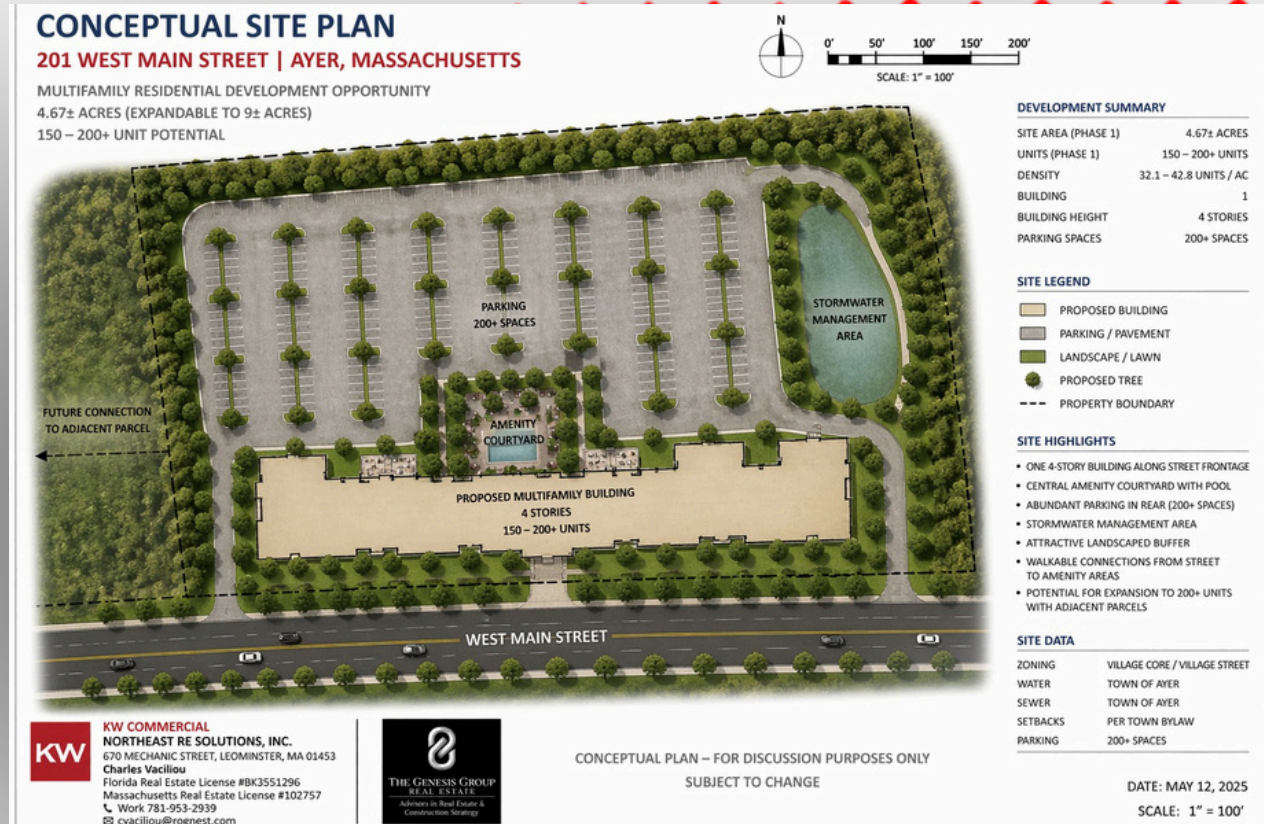 CONCEPTUAL SITE PLAN
201 WEST MAIN STREET | AYER, MASSACHUSETTS
MULTIFAMILY RESIDENTIAL DEVELOPMENT OPPORTUNITY
4.67± ACRES (EXPANDABLE TO 9± ACRES)
150 – 200+ UNIT POTENTIAL
N
0' 50' 100' 150' 200'
SCALE: 1" = 100'
PARKING
200+ SPACES
STORMWATER
MANAGEMENT
AREA
FUTURE CONNECTION
TO ADJACENT PARCEL
AMENITY
COURTYARD
PROPOSED MULTIFAMILY BUILDING
4 STORIES
150 – 200+ UNITS
WEST MAIN STREET
DEVELOPMENT SUMMARY
SITE AREA (PHASE 1) 4.67± ACRES
UNITS (PHASE 1) 150 – 200+ UNITS
DENSITY 32.1 – 42.8 UNITS / AC
BUILDING 1
BUILDING HEIGHT 4 STORIES
PARKING SPACES 200+ SPACES
SITE LEGEND
PROPOSED BUILDING
PARKING / PAVEMENT
LANDSCAPE / LAWN
PROPOSED TREE
PROPERTY BOUNDARY
SITE HIGHLIGHTS
• ONE 4-STORY BUILDING ALONG STREET FRONTAGE
• CENTRAL AMENITY COURTYARD WITH POOL
• ABUNDANT PARKING IN REAR (200+ SPACES)
• STORMWATER MANAGEMENT AREA
• ATTRACTIVE LANDSCAPED BUFFER
• WALKABLE CONNECTIONS FROM STREET
TO AMENITY AREAS
• POTENTIAL FOR EXPANSION TO 200+ UNITS
WITH ADJACENT PARCELS
SITE DATA
ZONING VILLAGE CORE / VILLAGE STREET
WATER TOWN OF AYER
SEWER TOWN OF AYER
SETBACKS PER TOWN BYLAW
PARKING 200+ SPACES
DATE: MAY 12, 2025
SCALE: 1" = 100'
KW
KW COMMERCIAL
NORTHEAST RE SOLUTIONS, INC.
670 MECHANIC STREET, LEOMINSTER, MA 01453
Charles Vaciliou
Florida Real Estate License #BK3551296
Massachusetts Real Estate License #102757
Work 781-953-2939
cvaciliou@rognest.com
THE GENESIS GROUP
REAL ESTATE
Advisors in Real Estate &
Construction Strategy
CONCEPTUAL PLAN – FOR DISCUSSION PURPOSES ONLY
SUBJECT TO CHANGE